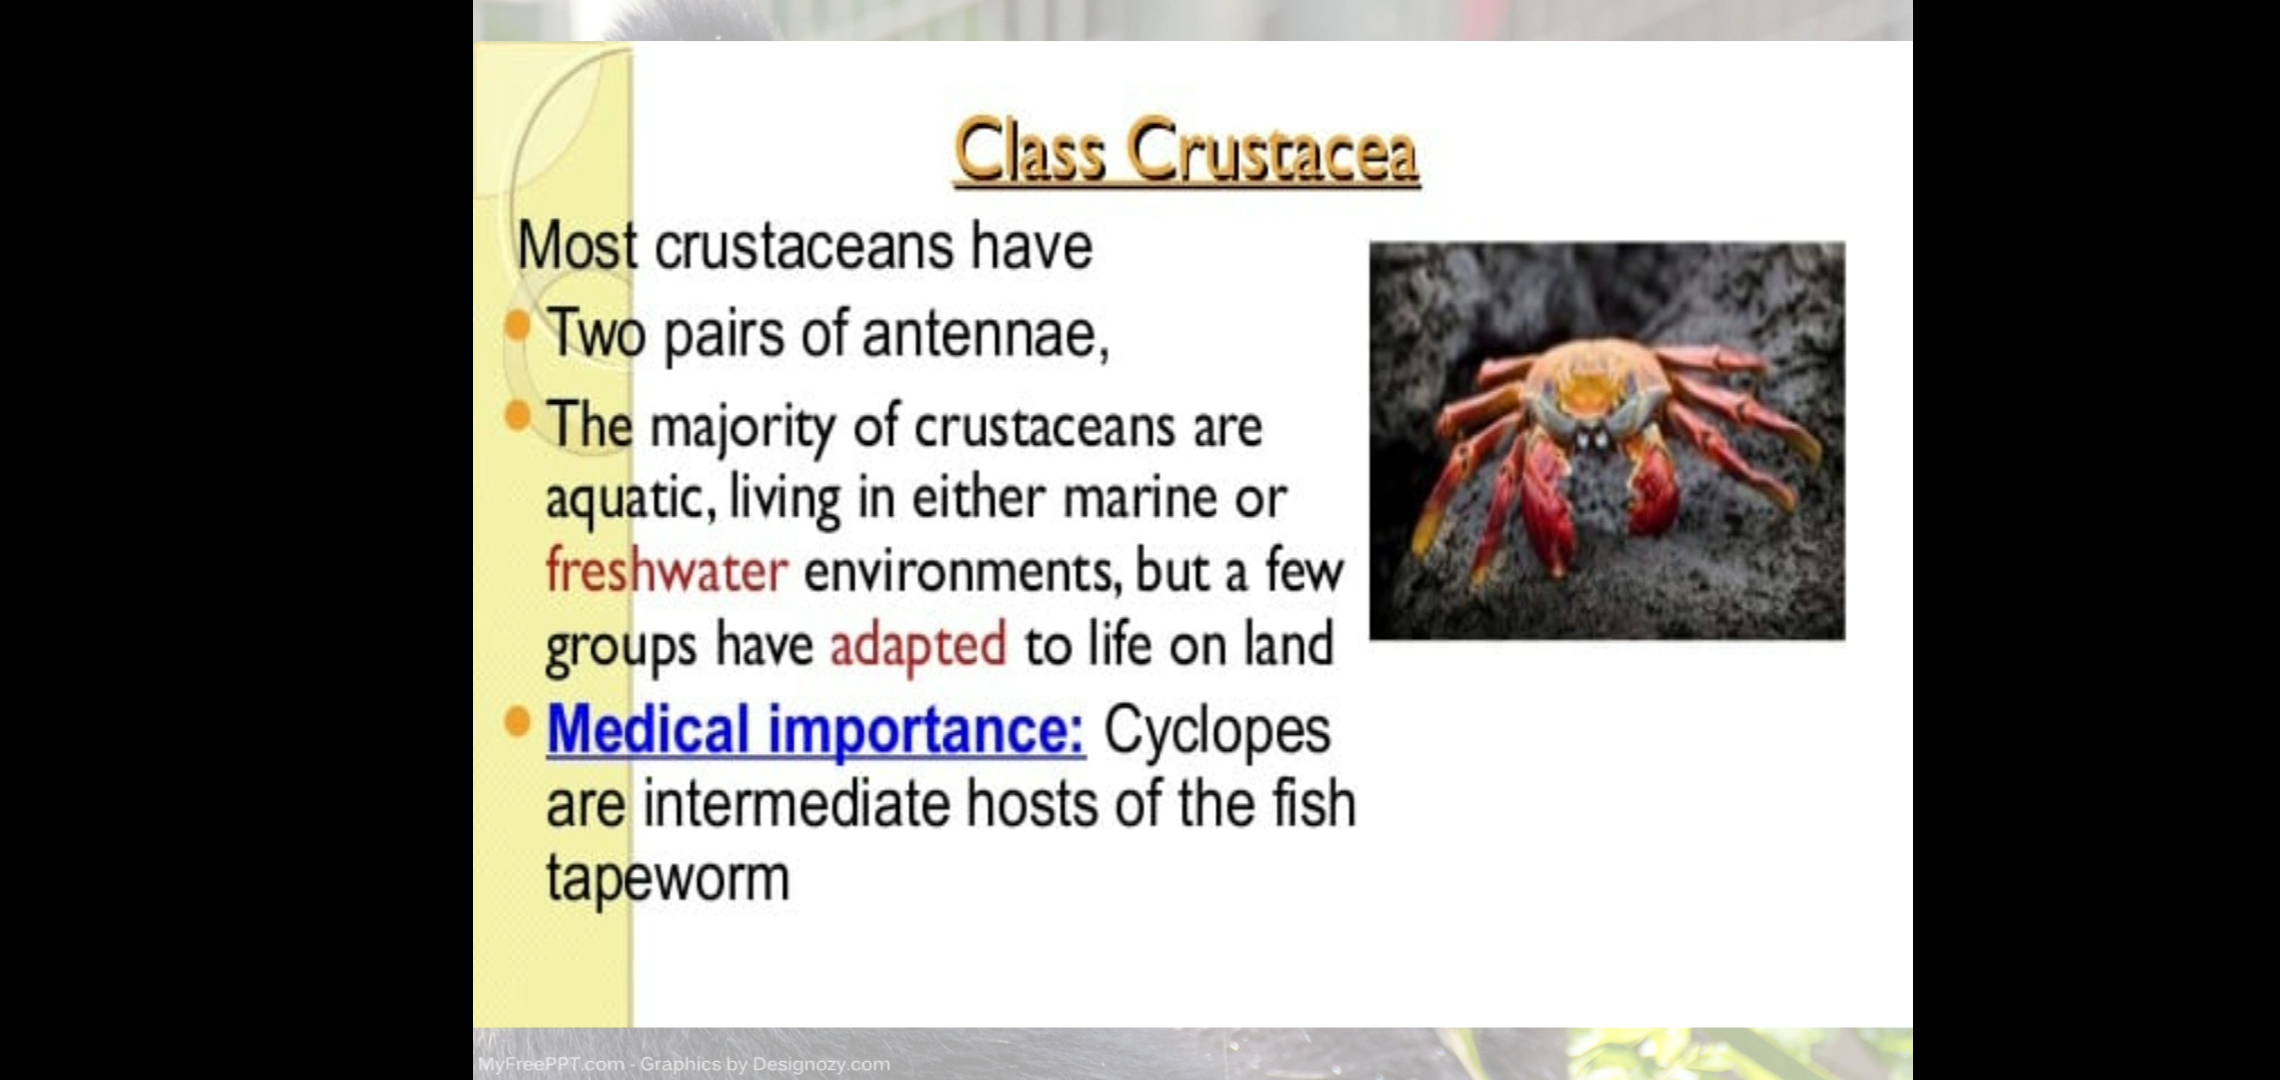 Class Crustacea
Most crustaceans have
Two pairs of antennae,
The majority of crustaceans are
aquatic, living in either marine or
freshwater environments, but a few
groups have adapted to life on land
Medical importance: Cyclopes
are intermediate hosts of the fish
tapeworm
MyFreePPT.com - Graphics by Designozy.com